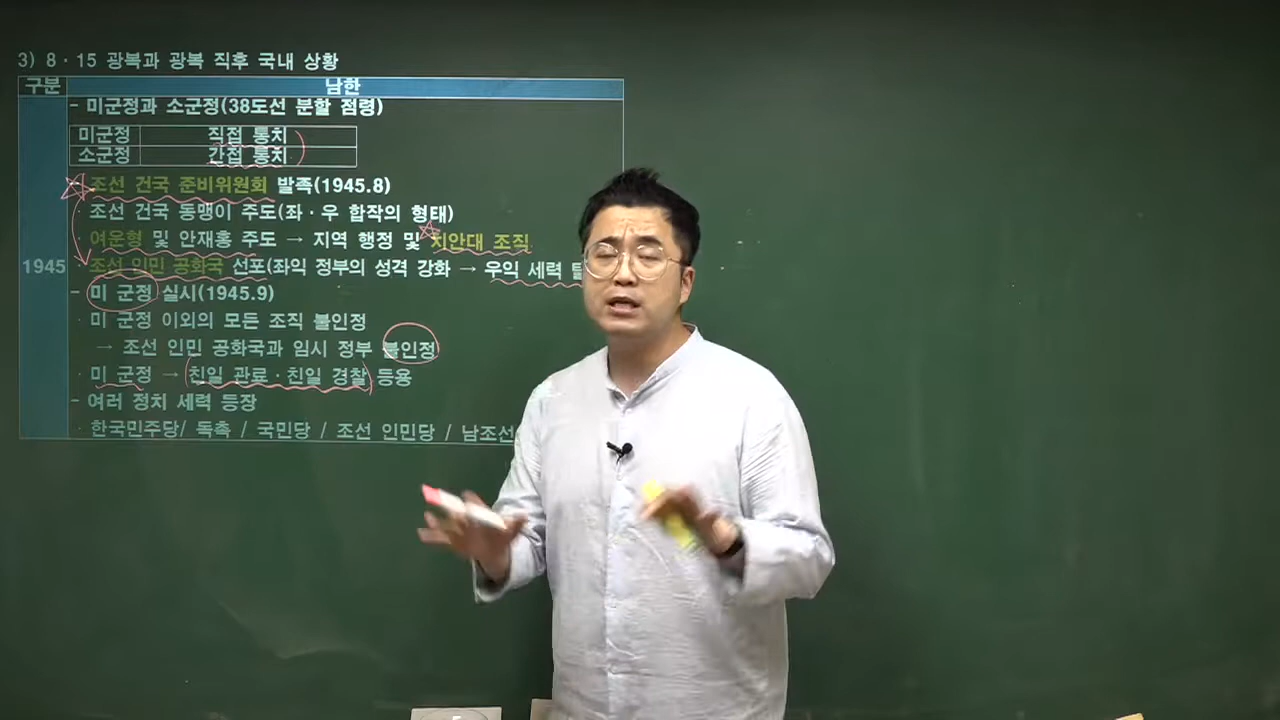 3) 8 · 15 광복과 광복 직후 국내 상황
구분 남한
- 미군정과 소군정(38도선 분할 점령)
미군정 직접 통치
소군정 간접 통치
· 조선 건국 준비위원회 발족(1945.8)
· 조선 건국 동맹이 주도(좌 · 우 합작의 형태)
· 여운형 및 안재홍 주도 → 지역 행정 및 치안대 조직
1945 · 조선 인민 공화국 선포(좌익 정부의 성격 강화 → 우익 세력
- 미 군정 실시(1945.9)
· 미 군정 이외의 모든 조직 불인정
→ 조선 인민 공화국과 임시 정부 불인정
· 미 군정 → 친일 관료 · 친일 경찰 등용
- 여러 정치 세력 등장
· 한국민주당/ 독촉 / 국민당 / 조선 인민당 / 남조선